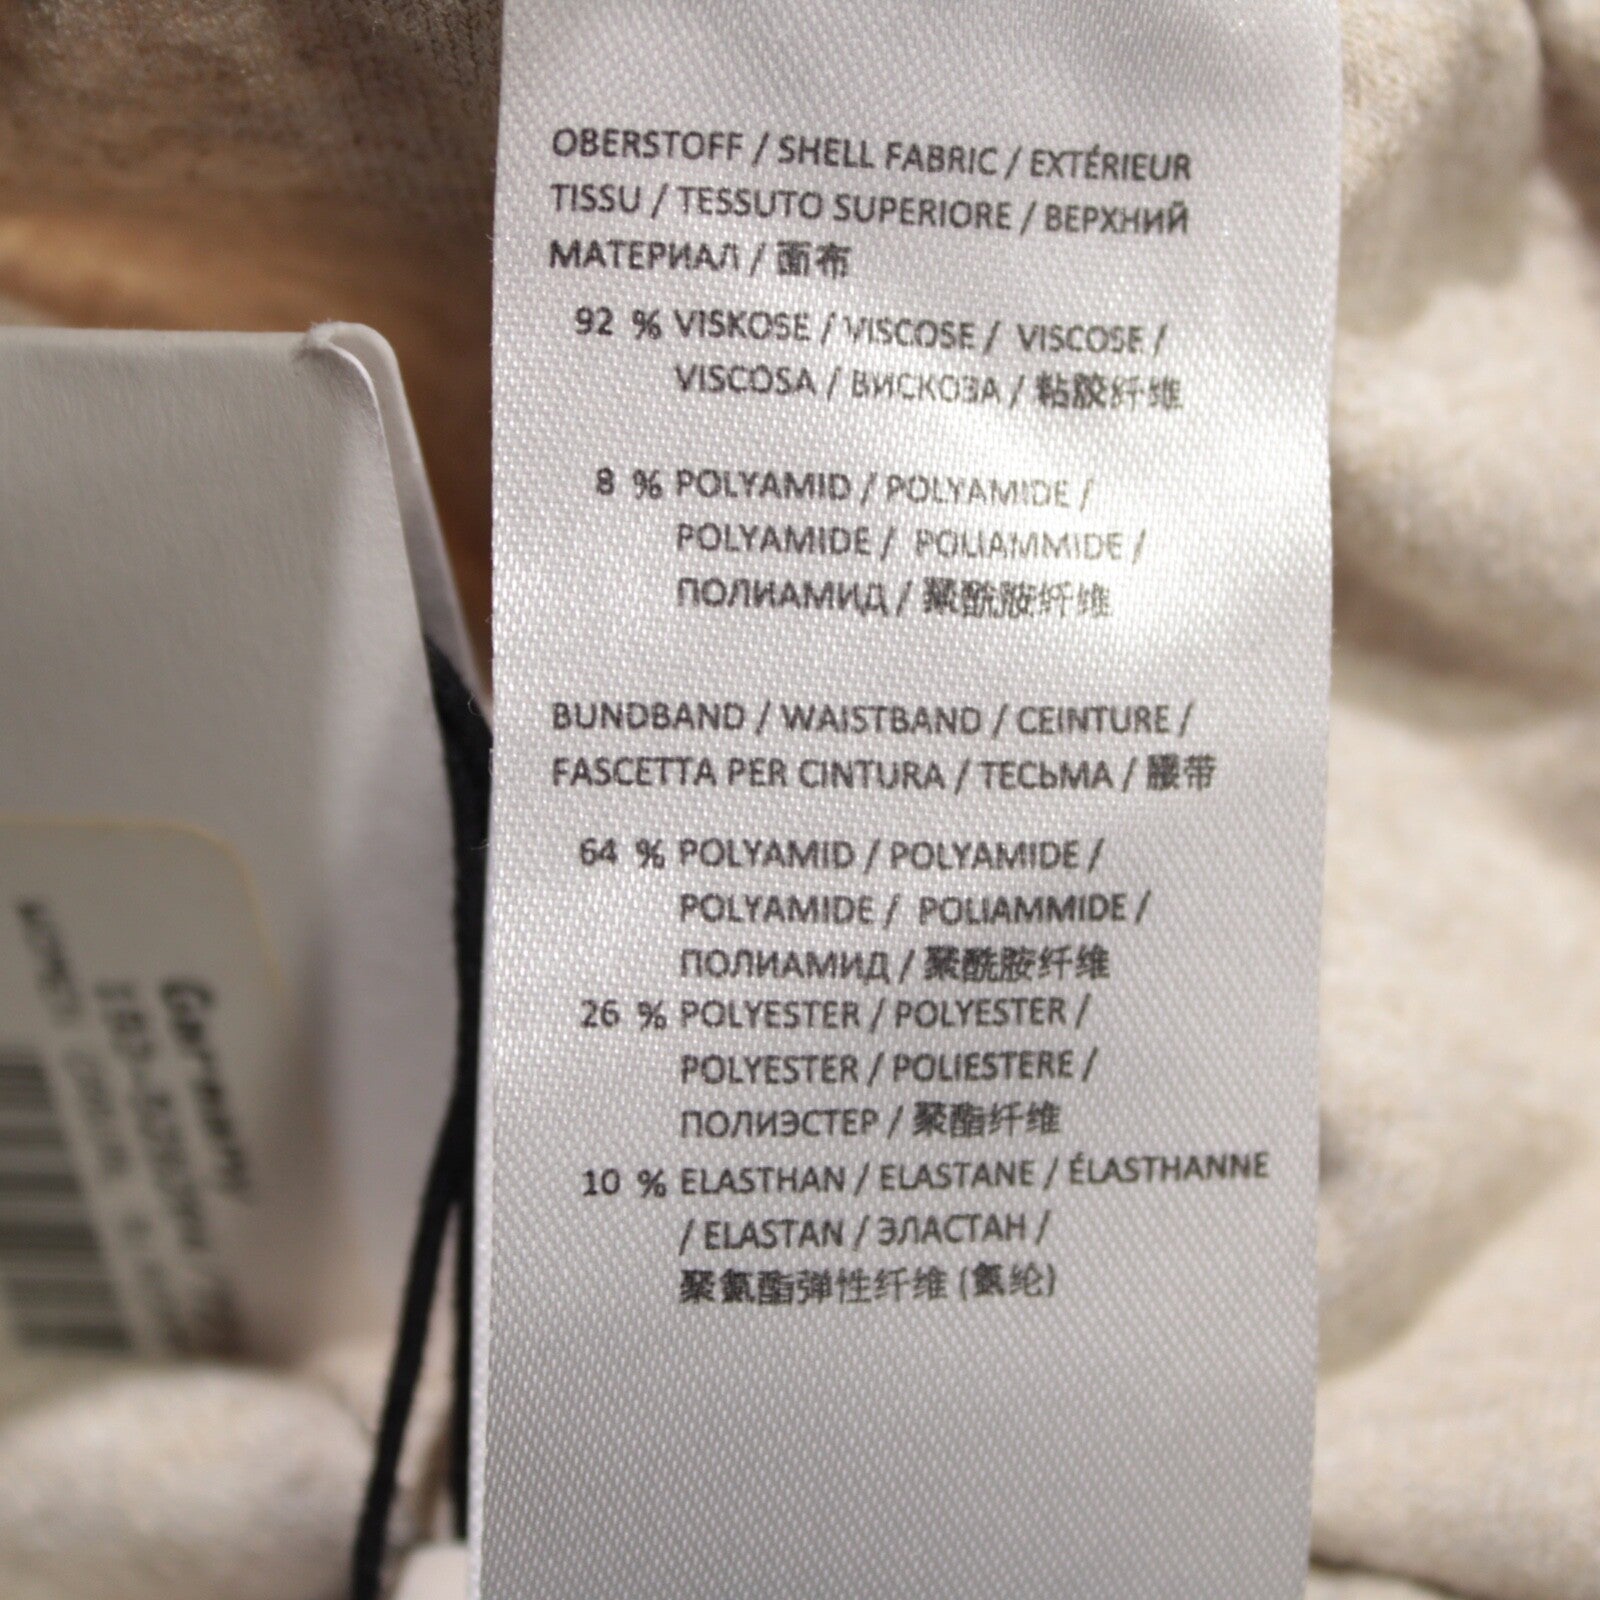 OBERSTOFF / SHELL FABRIC / EXTÉRIEUR
TISSU / TESSUTO SUPERIORE / ВЕРХНИЙ
МАТЕРИАЛ / 面布
92 % VISKOSE / VISCOSE / VISCOSE /
VISCOSA / ВИСКОЗА / 粘胶纤维
8 % POLYAMID / POLYAMIDE /
POLYAMIDE / POLIAMMIDE /
ПОЛИАМИД / 聚酰胺纤维
BUNDBAND / WAISTBAND / CEINTURE /
FASCETTA PER CINTURA / ТЕСЬМА / 腰带
64 % POLYAMID / POLYAMIDE /
POLYAMIDE / POLIAMMIDE /
ПОЛИАМИД / 聚酰胺纤维
26 % POLYESTER / POLYESTER /
POLYESTER / POLIESTERE /
ПОЛИЭСТЕР / 聚酯纤维
10 % ELASTHAN / ELASTANE / ÉLASTHANNE
/ ELASTAN / ЭЛАСТАН /
聚氨酯弹性纤维 (氨纶)
Germany